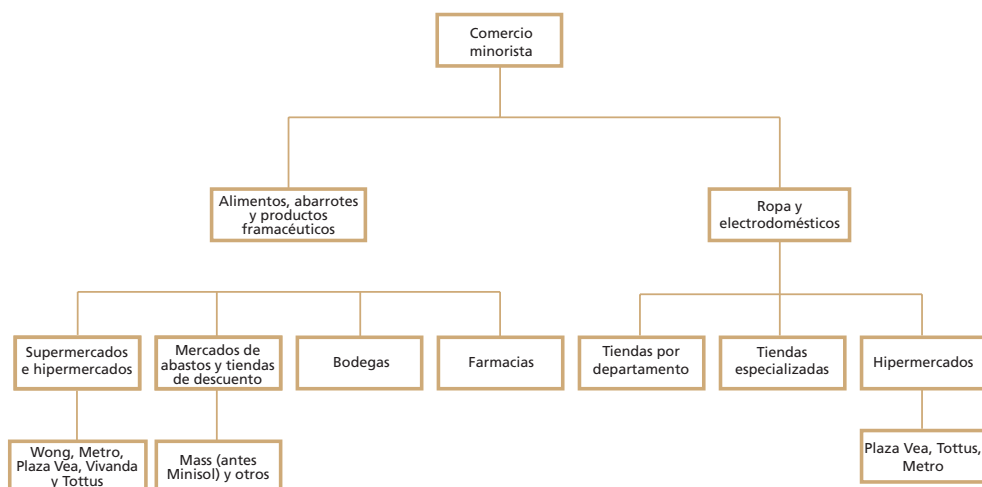 Comercio
minorista
Alimentos, abarrotes
y productos
framacéuticos
Ropa y
electrodomésticos
Supermercados
e hipermercados
Mercados de
abastos y tiendas
de descuento
Bodegas
Farmacias
Tiendas por
departamento
Tiendas
especializadas
Hipermercados
Wong, Metro,
Plaza Vea, Vivanda
y Tottus
Mass (antes
Minisol) y otros
Plaza Vea, Tottus,
Metro